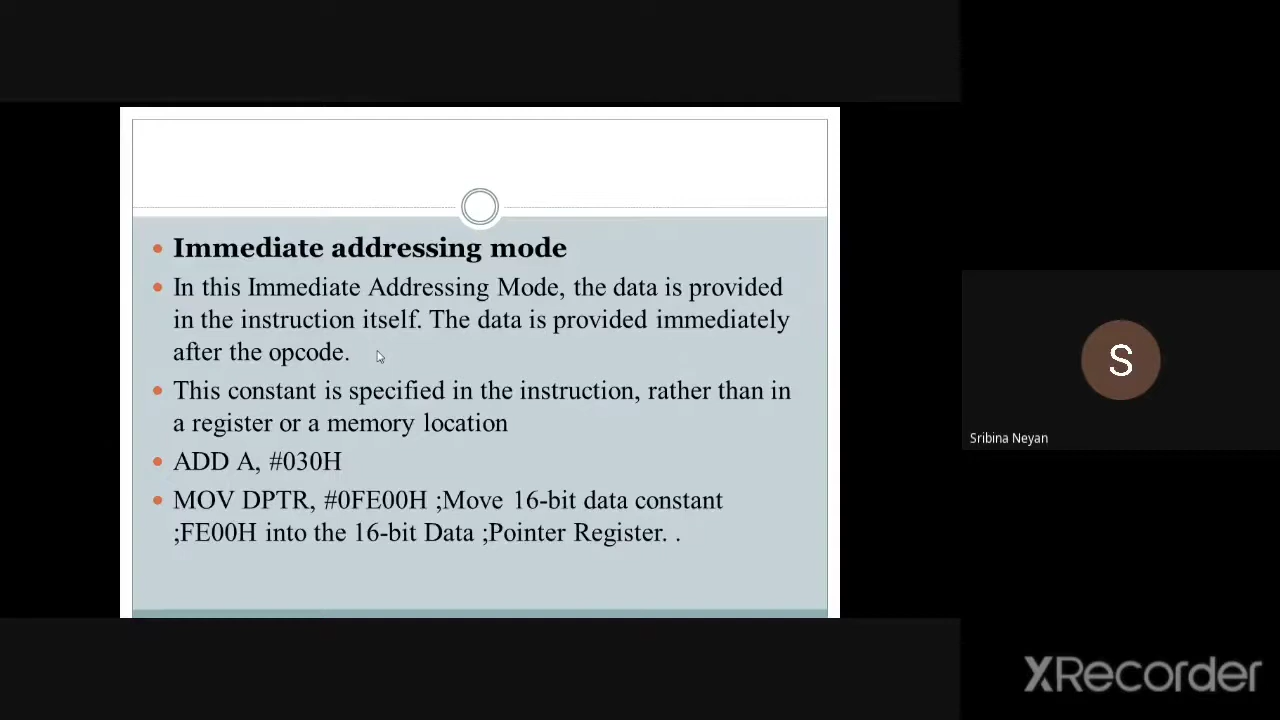 Immediate addressing mode
In this Immediate Addressing Mode, the data is provided
in the instruction itself. The data is provided immediately
after the opcode.
This constant is specified in the instruction, rather than in
a register or a memory location
ADD A, #030H
MOV DPTR, #0FE00H ;Move 16-bit data constant
;FE00H into the 16-bit Data ;Pointer Register. .
S
Sribina Neyan
XRecorder